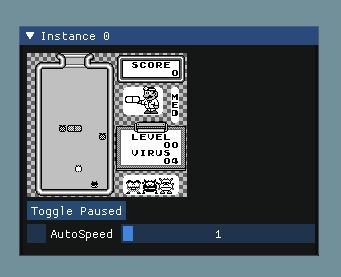 Instance 0
SCORE
0
MED
LEVEL
00
VIRUS
04
Toggle Paused
AutoSpeed 1